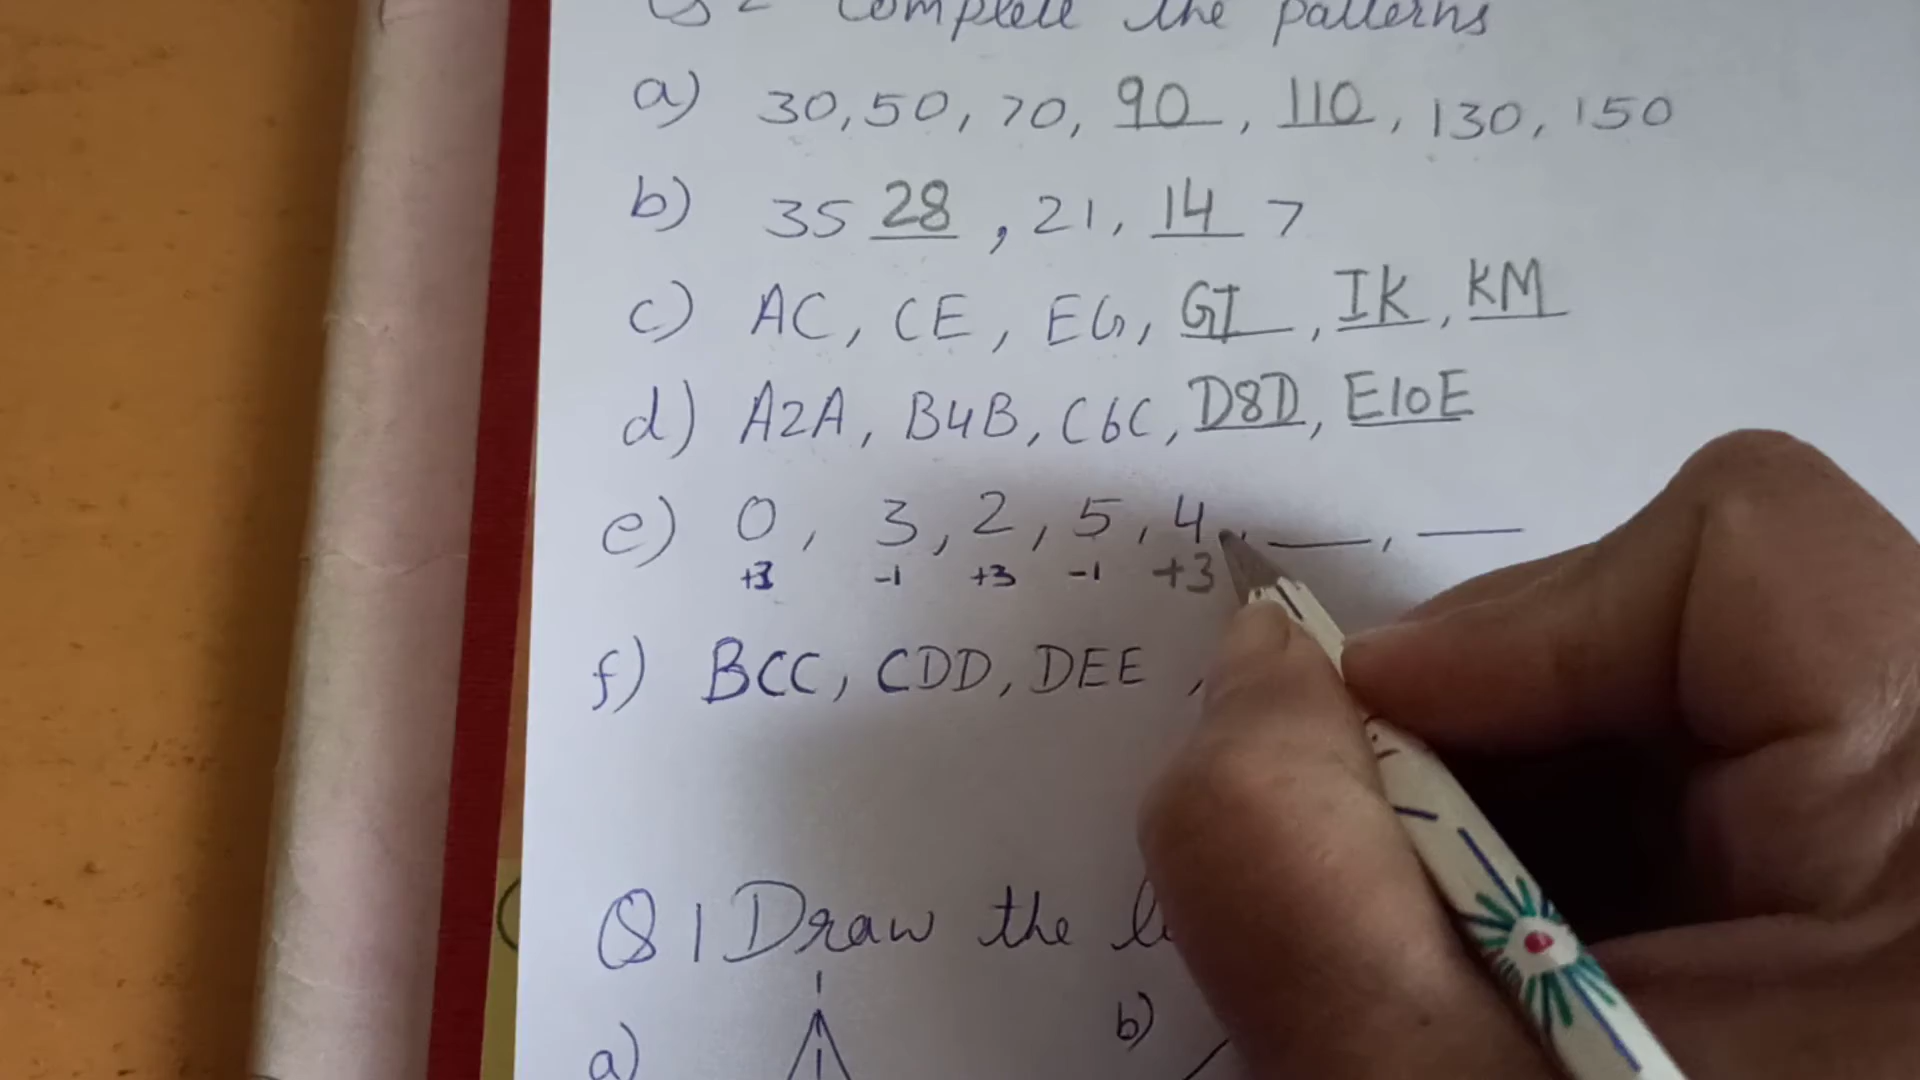 Complete the patterns
a) 30, 50, 70, 90, 110, 130, 150
b) 35 28, 21, 14 7
c) AC, CE, EG, GI, IK, KM
d) A2A, B4B, C6C, D8D, E10E
e) 0, 3, 2, 5, 4, __, __
+3 -1 +3 -1 +3
f) BCC, CDD, DEE,
Q1 Draw the
a) b)